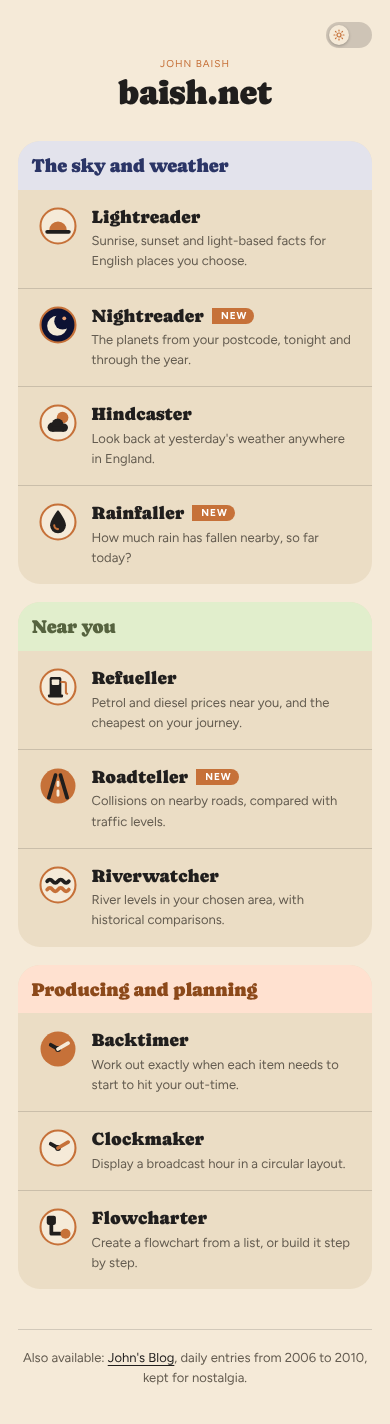 JOHN BAISH
baish.net
The sky and weather
Lightreader
Sunrise, sunset and light-based facts for
English places you choose.
Nightreader NEW
The planets from your postcode, tonight and
through the year.
Hindcaster
Look back at yesterday's weather anywhere
in England.
Rainfaller NEW
How much rain has fallen nearby, so far
today?
Near you
Refueller
Petrol and diesel prices near you, and the
cheapest on your journey.
Roadteller NEW
Collisions on nearby roads, compared with
traffic levels.
Riverwatcher
River levels in your chosen area, with
historical comparisons.
Producing and planning
Backtimer
Work out exactly when each item needs to
start to hit your out-time.
Clockmaker
Display a broadcast hour in a circular layout.
Flowcharter
Create a flowchart from a list, or build it step
by step.
Also available: John's Blog, daily entries from 2006 to 2010,
kept for nostalgia.